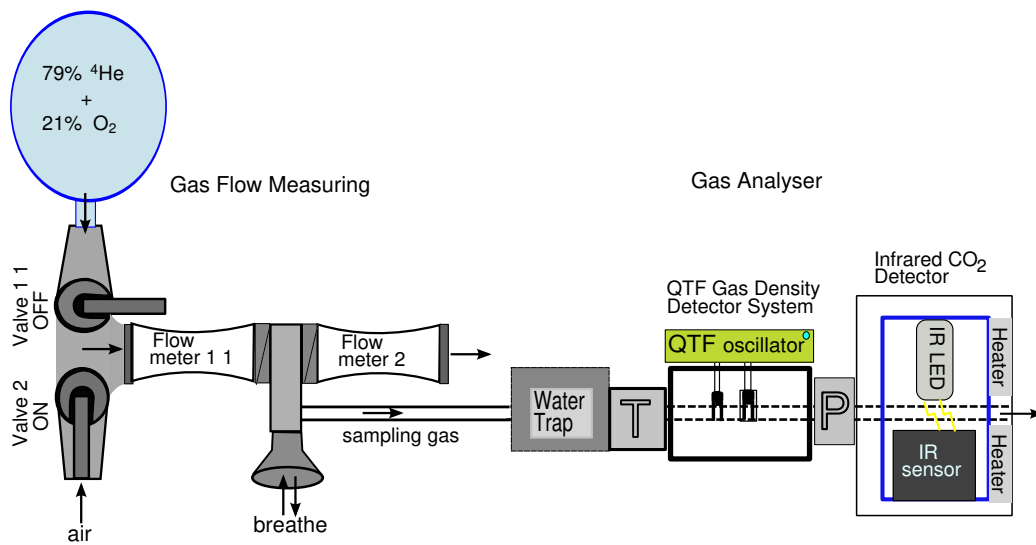 79% ⁴He
+
21% O₂
Gas Flow Measuring
Gas Analyser
Valve 1 1
OFF
Flow
meter 1 1
Flow
meter 2
Valve 2
ON
air
breathe
sampling gas
Water
Trap
T
QTF Gas Density
Detector System
QTF oscillator
P
Infrared CO₂
Detector
IR LED
Heater
IR
sensor
Heater